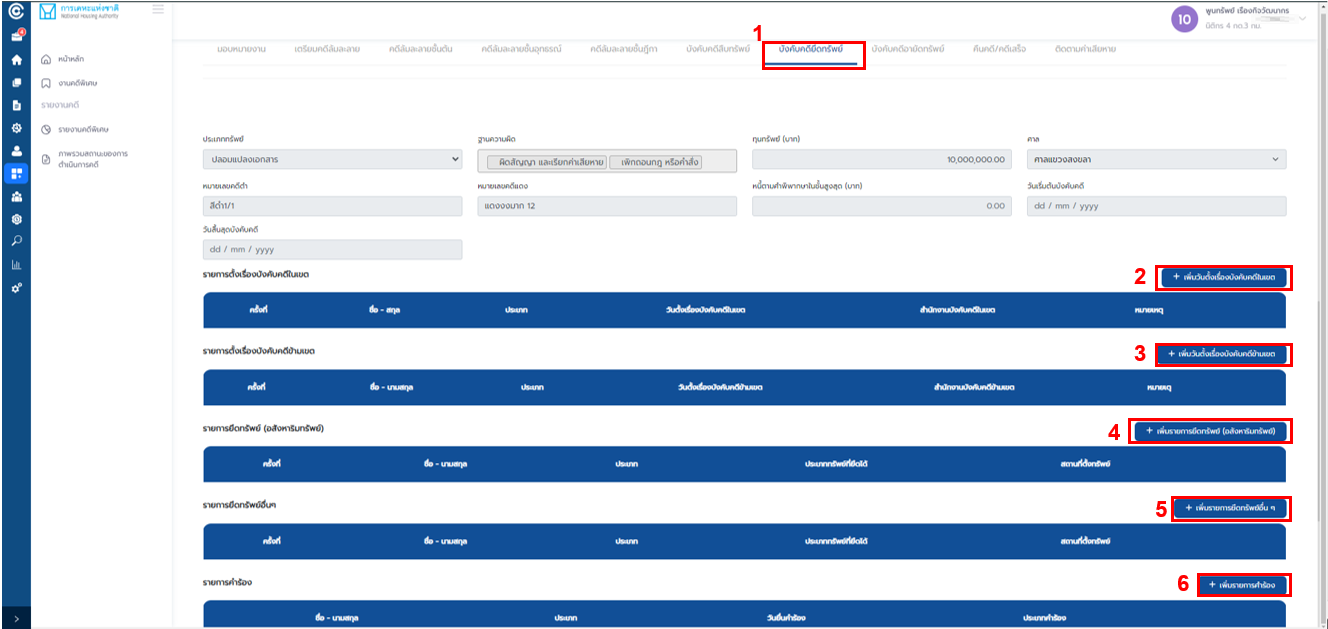 การเคหะแห่งชาติ
National Housing Authority
10
พูนทรัพย์ เรืองกิจวัฒนากร
นิติกร 4 กด.3 กม.
4
หน้าหลัก
งานคดีพิเศษ
รายงานคดี
รายงานคดีพิเศษ
ภาพรวมสถานะของการ
ดำเนินการคดี
1
มอบหมายงาน เตรียมคดีล้มละลาย คดีล้มละลายชั้นต้น คดีล้มละลายชั้นอุทธรณ์ คดีล้มละลายชั้นฎีกา บังคับคดีสืบทรัพย์ บังคับคดียึดทรัพย์ บังคับคดีอายัดทรัพย์ คืนคดี/คดีเสร็จ ติดตามค่าเสียหาย
ประเภททรัพย์ ฐานความผิด ทุนทรัพย์ (บาท) ศาล
ปลอมแปลงเอกสาร ผิดสัญญา และเรียกค่าเสียหาย เพิกถอนกฎ หรือคำสั่ง 10,000,000.00 ศาลแขวงสงขลา
หมายเลขคดีดำ หมายเลขคดีแดง หนี้ตามคำพิพากษาในชั้นสูงสุด (บาท) วันเริ่มต้นบังคับคดี
สีดำ1/1 แดงงงมาก 12 0.00 dd / mm / yyyy
วันสิ้นสุดบังคับคดี
dd / mm / yyyy
รายการตั้งเรื่องบังคับคดีในเขต 2 + เพิ่มวันตั้งเรื่องบังคับคดีในเขต
ครั้งที่ ชื่อ - สกุล ประเภท วันตั้งเรื่องบังคับคดีในเขต สำนักงานบังคับคดีในเขต หมายเหตุ
รายการตั้งเรื่องบังคับคดีข้ามเขต 3 + เพิ่มวันตั้งเรื่องบังคับคดีข้ามเขต
ครั้งที่ ชื่อ - นามสกุล ประเภท วันตั้งเรื่องบังคับคดีข้ามเขต สำนักงานบังคับคดีข้ามเขต หมายเหตุ
รายการยึดทรัพย์ (อสังหาริมทรัพย์) 4 + เพิ่มรายการยึดทรัพย์ (อสังหาริมทรัพย์)
ครั้งที่ ชื่อ - นามสกุล ประเภท ประเภททรัพย์ที่ยึดได้ สถานที่ตั้งทรัพย์
รายการยึดทรัพย์อื่นๆ 5 + เพิ่มรายการยึดทรัพย์อื่น ๆ
ครั้งที่ ชื่อ - นามสกุล ประเภท ประเภททรัพย์ที่ยึดได้ สถานที่ตั้งทรัพย์
รายการคำร้อง 6 + เพิ่มรายการคำร้อง
ชื่อ - นามสกุล ประเภท วันยื่นคำร้อง ประเภทคำร้อง